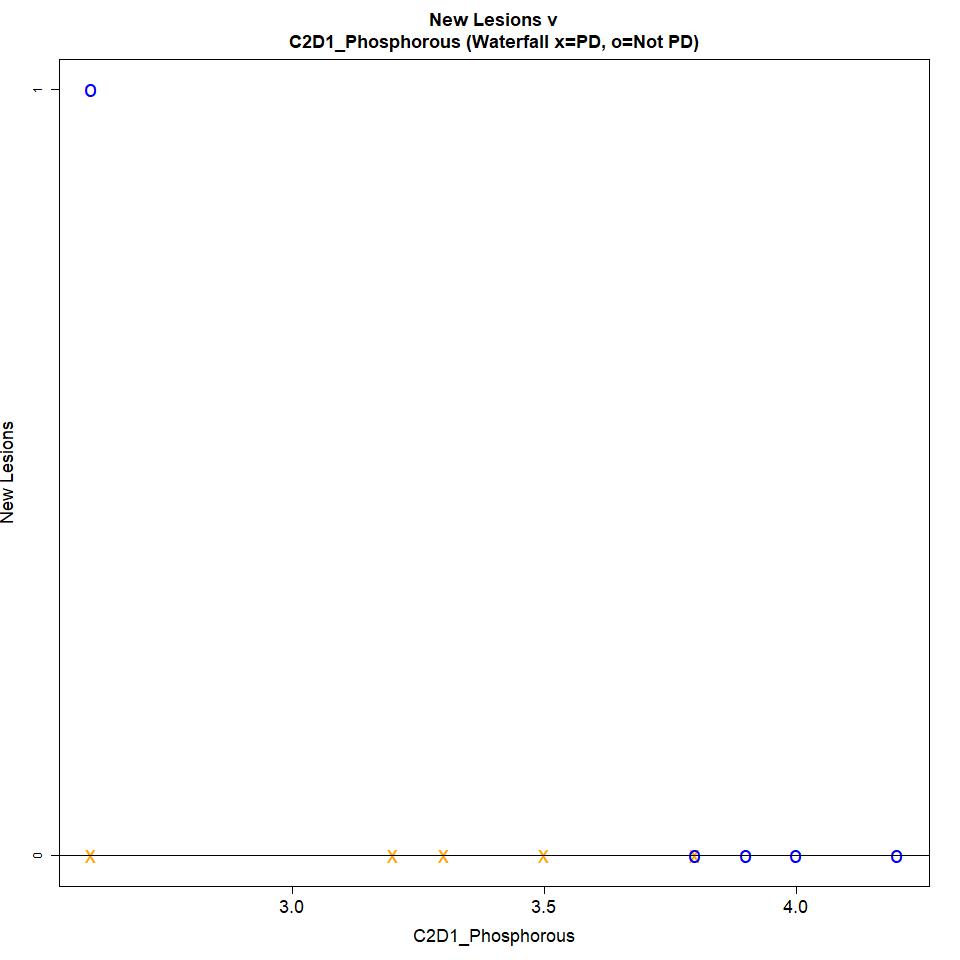 New Lesions v
C2D1_Phosphorous (Waterfall x=PD, o=Not PD)
1
o
New Lesions
0
x x x x x o o o o
3.0 3.5 4.0
C2D1_Phosphorous